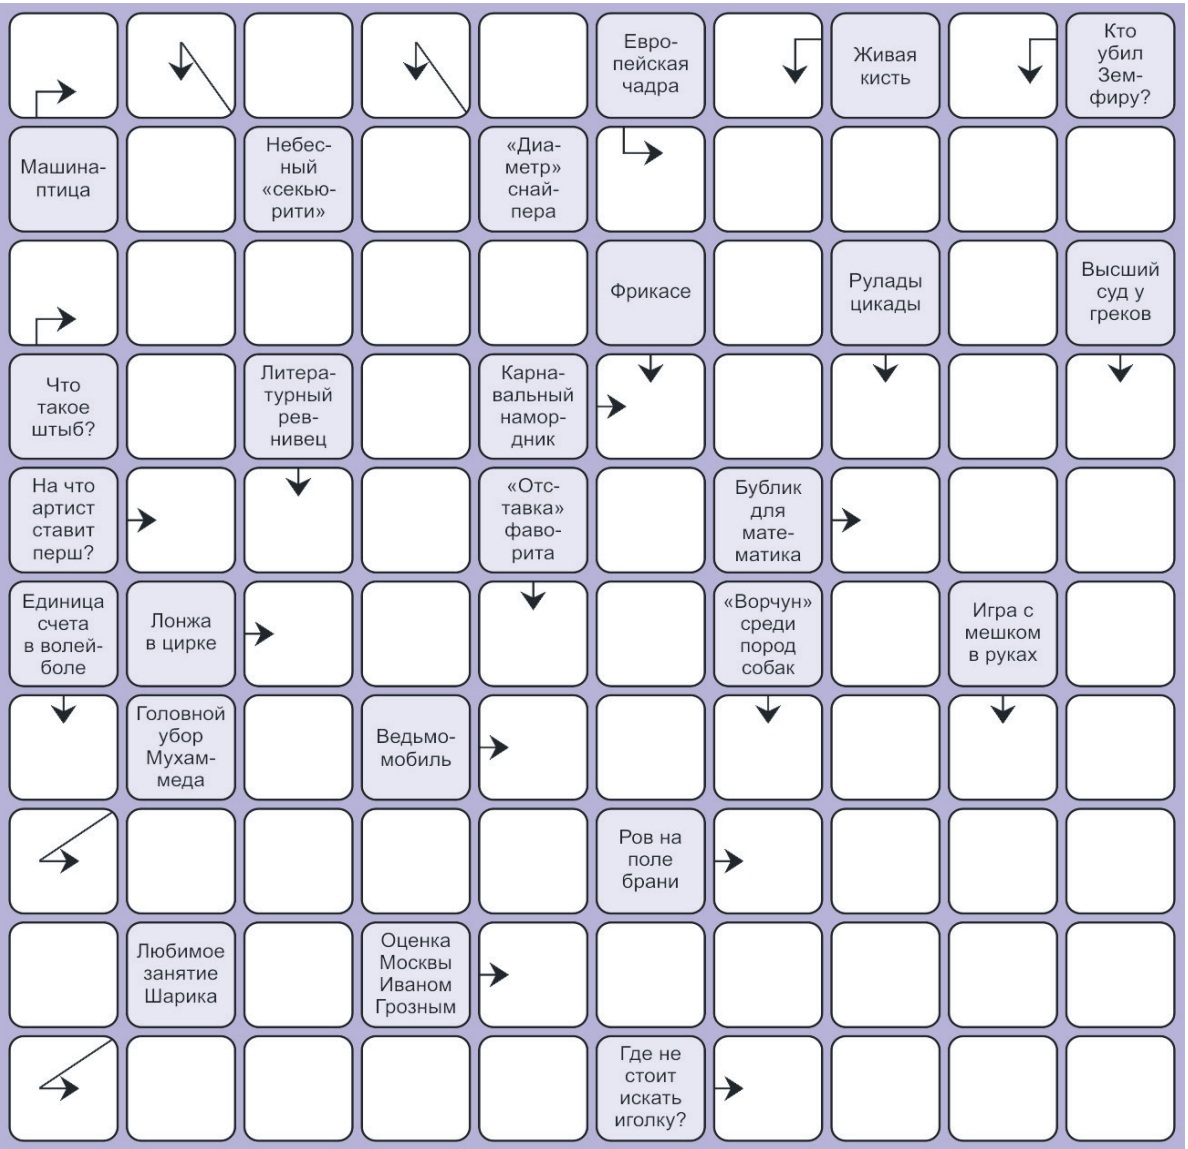 Евро-
пейская
чадра
Живая
кисть
Кто
убил
Зем-
фиру?
Машина-
птица
Небес-
ный
«секью-
рити»
«Диа-
метр»
снай-
пера
Фрикасе
Рулады
цикады
Высший
суд у
греков
Что
такое
штыб?
Литера-
турный
рев-
нивец
Карна-
вальный
намор-
дник
На что
артист
ставит
перш?
«Отс-
тавка»
фаво-
рита
Бублик
для
мате-
матика
Единица
счета
в волей-
боле
Лонжа
в цирке
«Ворчун»
среди
пород
собак
Игра с
мешком
в руках
Головной
убор
Мухам-
меда
Ведьмо-
мобиль
Ров на
поле
брани
Любимое
занятие
Шарика
Оценка
Москвы
Иваном
Грозным
Где не
стоит
искать
иголку?